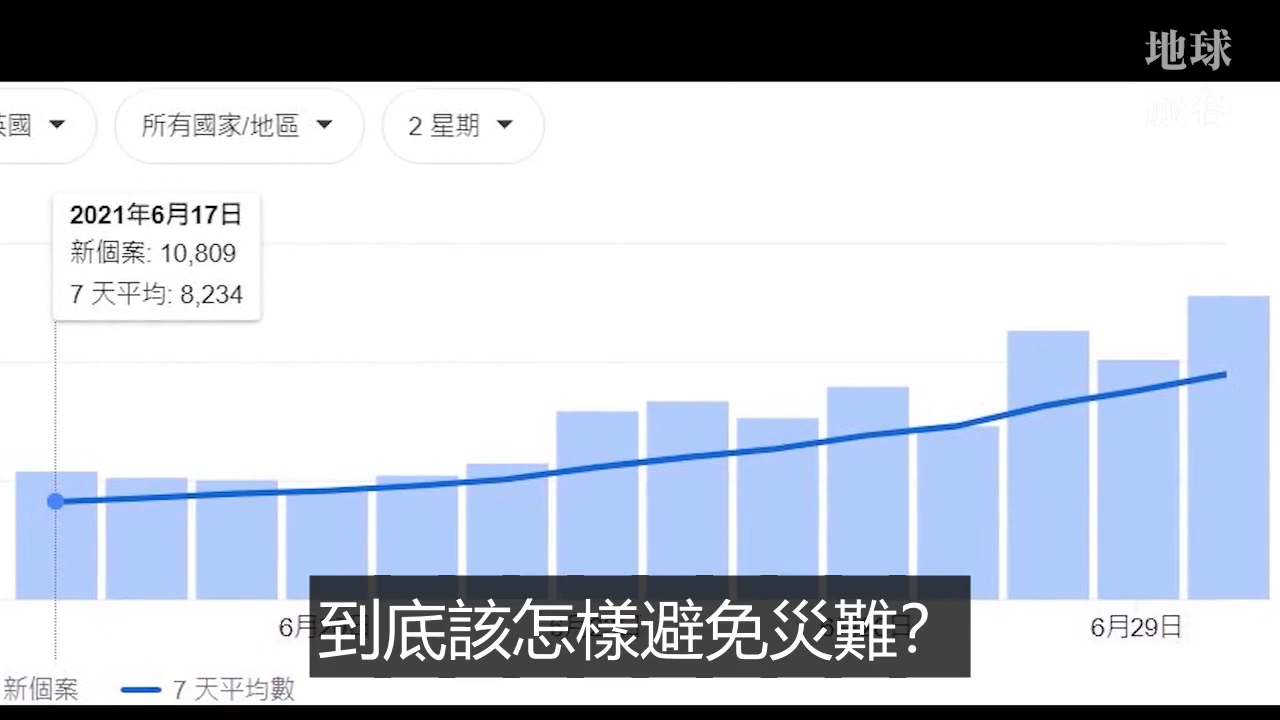 地球
旅客
國
所有國家/地區
2 星期
2021年6月17日
新個案: 10,809
7 天平均: 8,234
6月
6月29日
到底該怎樣避免災難?
新個案
7 天平均數